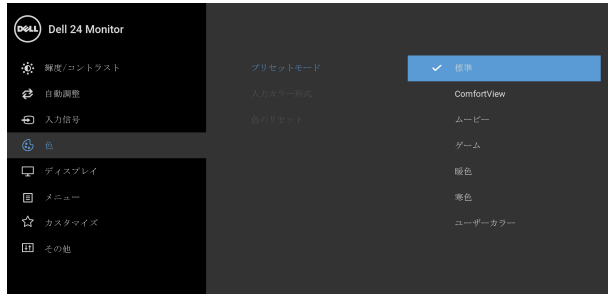 DELL Dell 24 Monitor
輝度/コントラスト
自動調整
入力信号
色
ディスプレイ
メニュー
カスタマイズ
その他
プリセットモード
入力カラー形式
色のリセット
標準
ComfortView
ムービー
ゲーム
暖色
寒色
ユーザーカラー